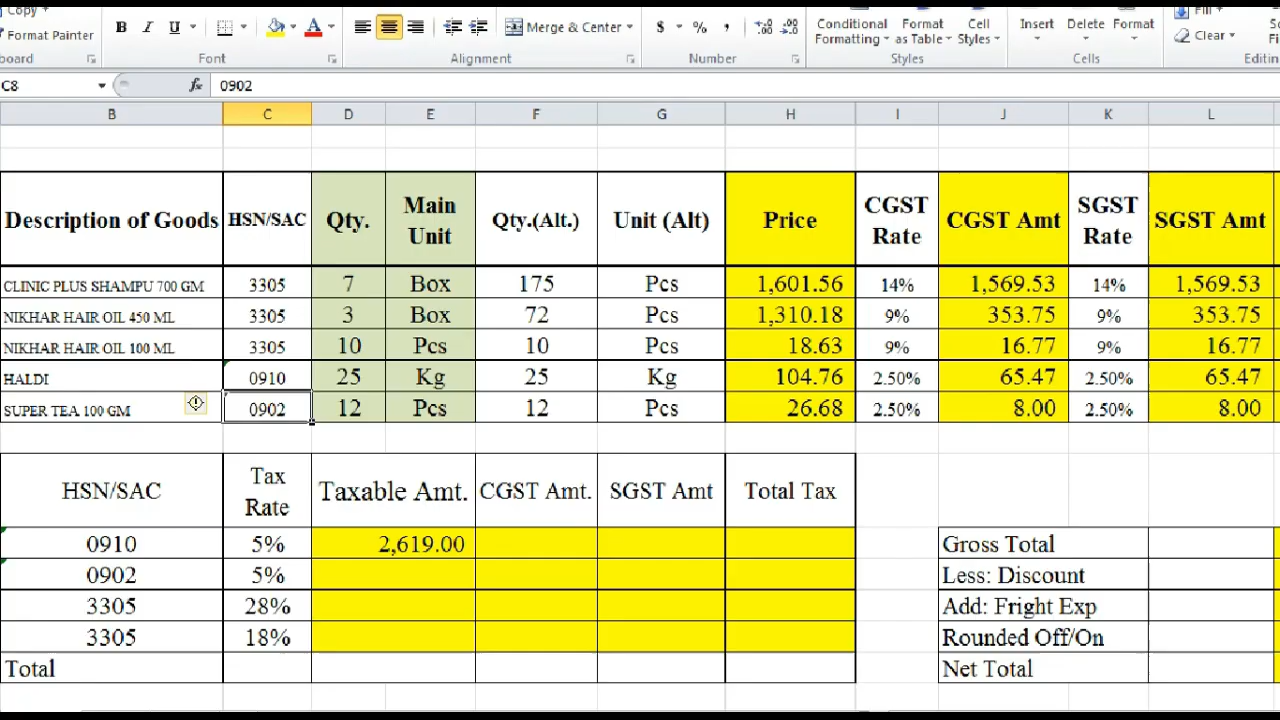 Copy
Format Painter
board
B I U A
Font
Merge & Center
Alignment
$ % ,
Number
Conditional Formatting
Format as Table
Cell Styles
Styles
Insert Delete Format
Cells
Fill
Clear
Editin
C8 fx 0902
B C D E F G H I J K L
Description of Goods HSN/SAC Qty. Main Unit Qty.(Alt.) Unit (Alt) Price CGST Rate CGST Amt SGST Rate SGST Amt
CLINIC PLUS SHAMPU 700 GM 3305 7 Box 175 Pcs 1,601.56 14% 1,569.53 14% 1,569.53
NIKHAR HAIR OIL 450 ML 3305 3 Box 72 Pcs 1,310.18 9% 353.75 9% 353.75
NIKHAR HAIR OIL 100 ML 3305 10 Pcs 10 Pcs 18.63 9% 16.77 9% 16.77
HALDI 0910 25 Kg 25 Kg 104.76 2.50% 65.47 2.50% 65.47
SUPER TEA 100 GM 0902 12 Pcs 12 Pcs 26.68 2.50% 8.00 2.50% 8.00
HSN/SAC Tax Rate Taxable Amt. CGST Amt. SGST Amt Total Tax
0910 5% 2,619.00 Gross Total
0902 5% Less: Discount
3305 28% Add: Fright Exp
3305 18% Rounded Off/On
Total Net Total